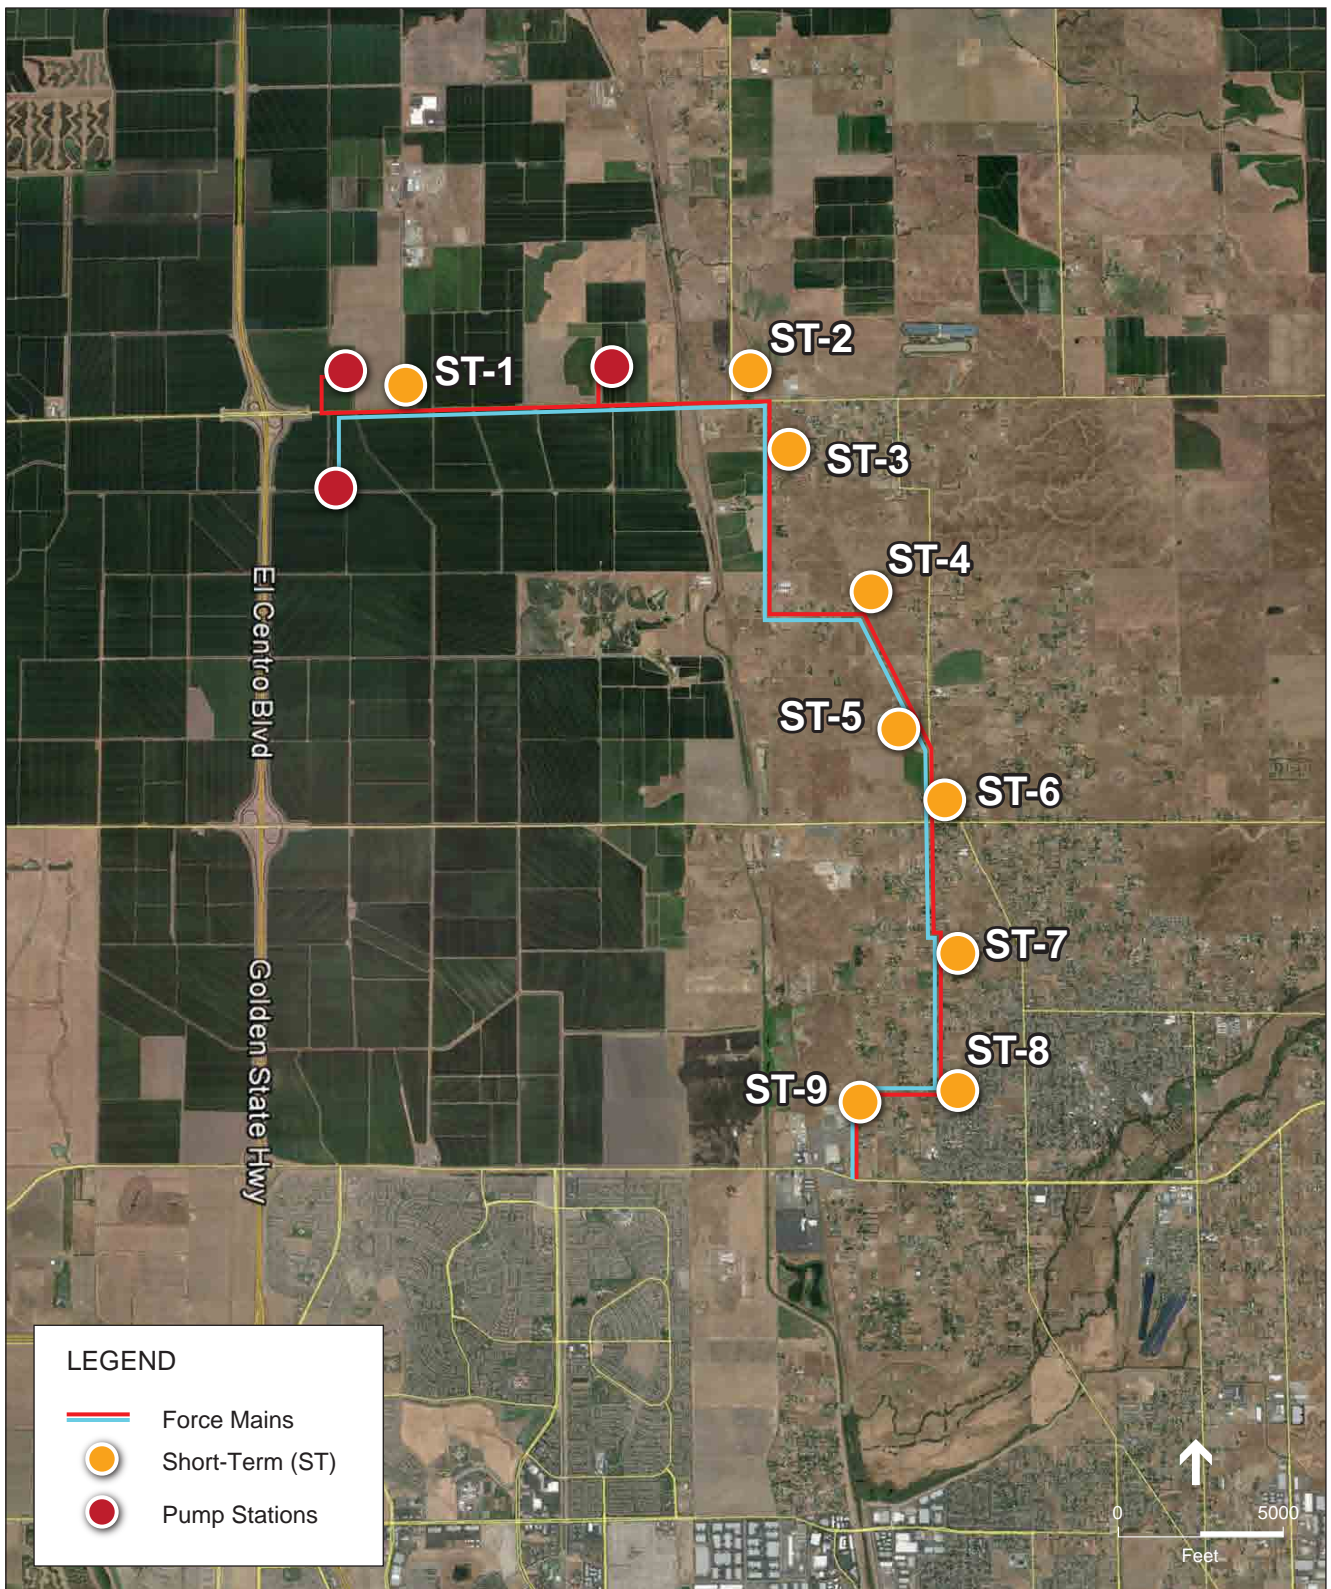 ST-2
ST-1
ST-3
ST-4
ST-5
ST-6
ST-7
ST-8
ST-9
El Centro Blvd
Golden State Hwy
LEGEND
Force Mains
Short-Term (ST)
Pump Stations
0 5000
Feet